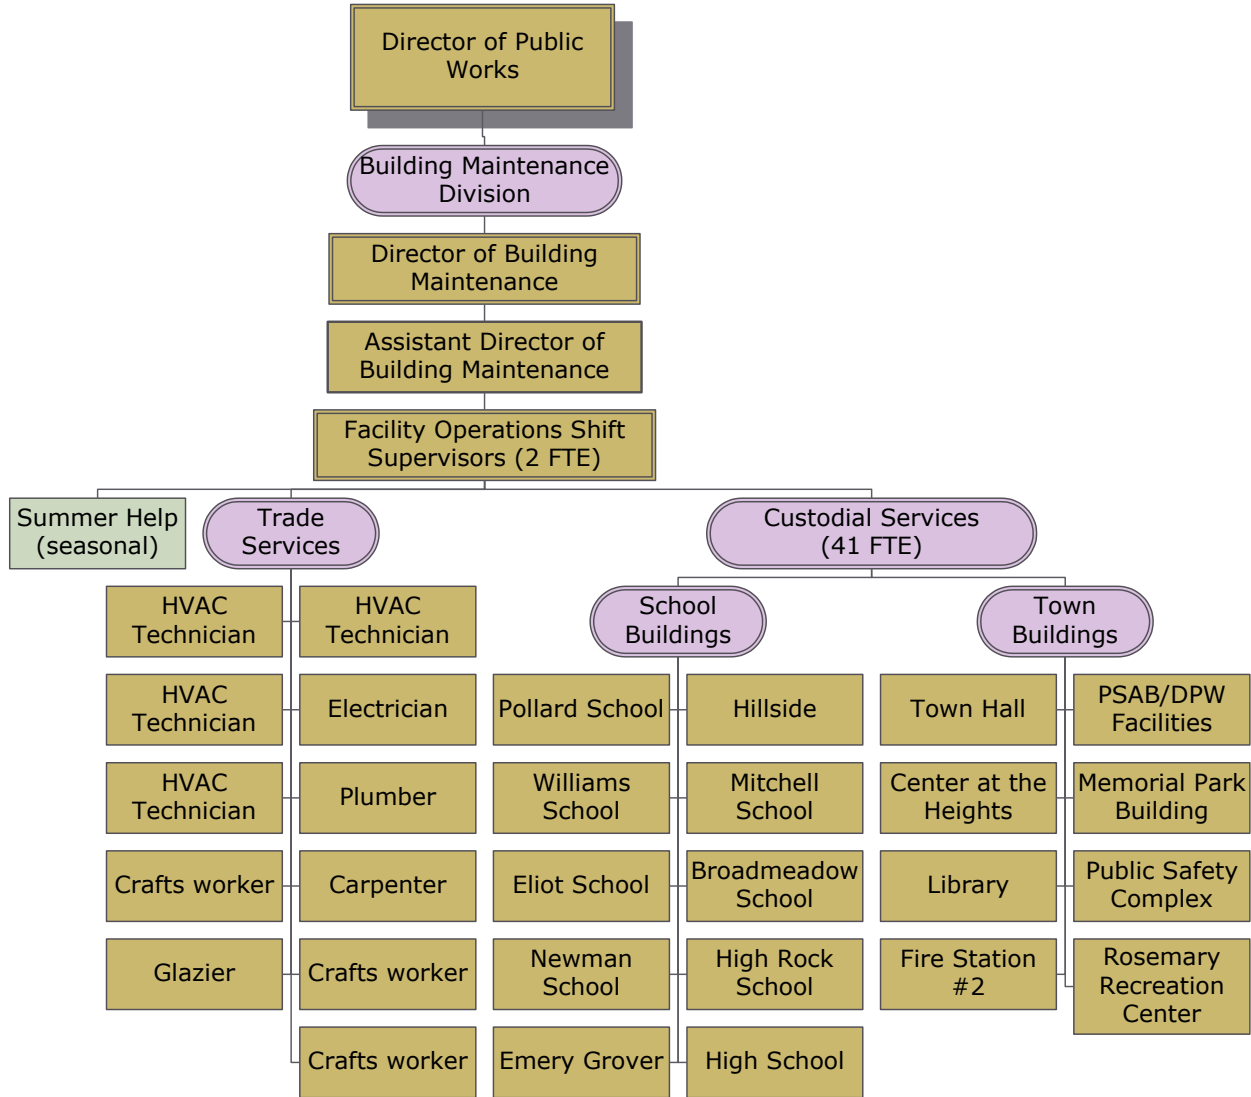 Director of Public
Works
Building Maintenance
Division
Director of Building
Maintenance
Assistant Director of
Building Maintenance
Facility Operations Shift
Supervisors (2 FTE)
Summer Help
(seasonal)
Trade
Services
Custodial Services
(41 FTE)
HVAC
Technician
HVAC
Technician
HVAC
Technician
Electrician
HVAC
Technician
Plumber
Crafts worker
Carpenter
Glazier
Crafts worker
Crafts worker
School
Buildings
Pollard School
Hillside
Williams
School
Mitchell
School
Eliot School
Broadmeadow
School
Newman
School
High Rock
School
Emery Grover
High School
Town
Buildings
Town Hall
PSAB/DPW
Facilities
Center at the
Heights
Memorial Park
Building
Library
Public Safety
Complex
Fire Station
#2
Rosemary
Recreation
Center